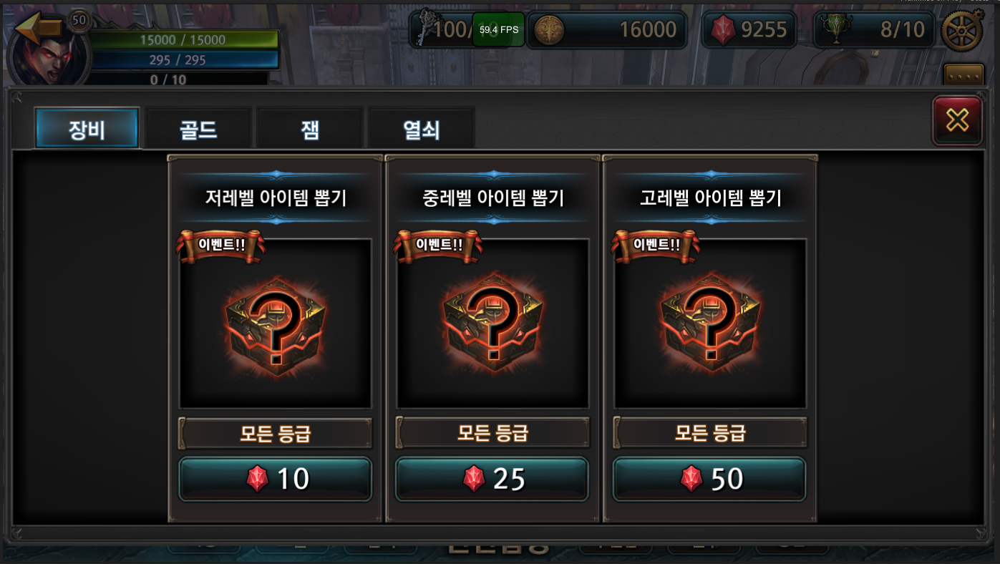 50
15000 / 15000
295 / 295
0 / 10
100/
59.4 FPS
16000
9255
8/10
장비
골드
잼
열쇠
저레벨 아이템 뽑기
이벤트!!
모든 등급
10
중레벨 아이템 뽑기
이벤트!!
모든 등급
25
고레벨 아이템 뽑기
이벤트!!
모든 등급
50